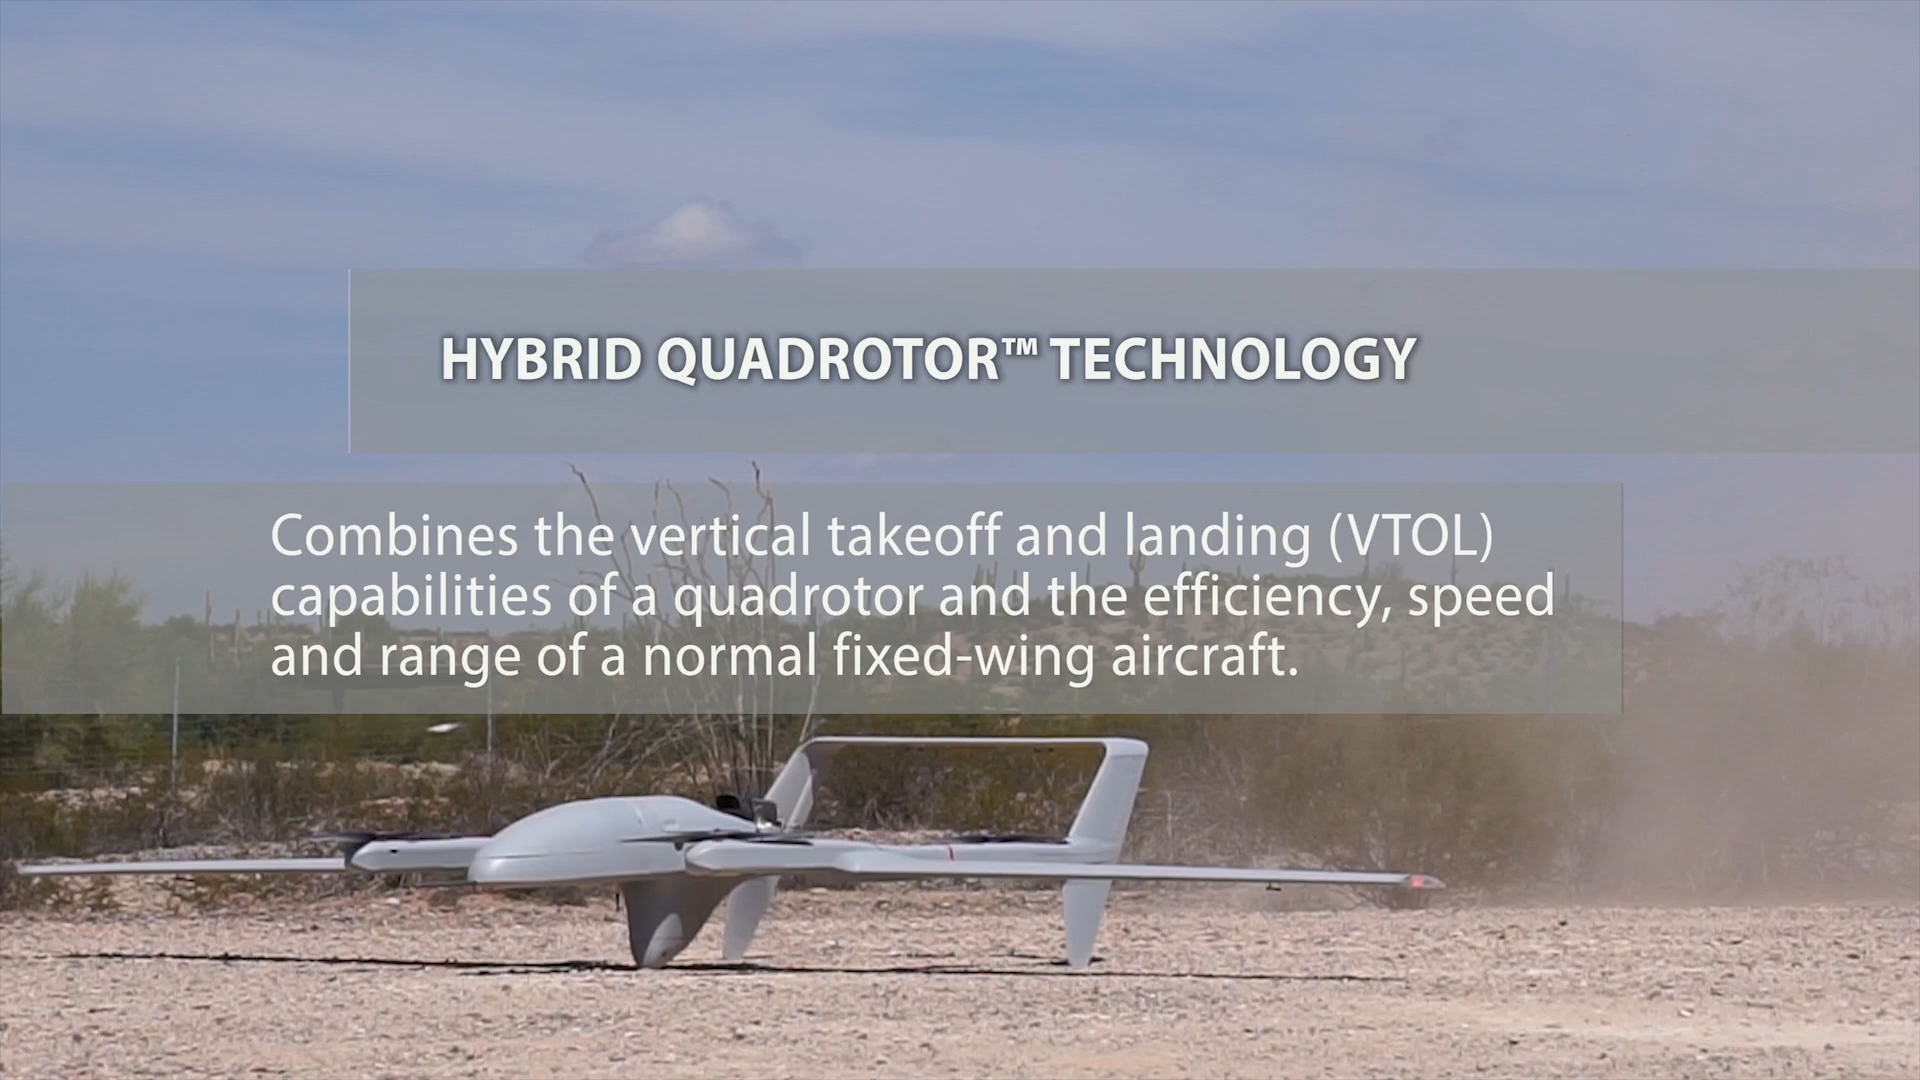 HYBRID QUADROTOR™ TECHNOLOGY
Combines the vertical takeoff and landing (VTOL)
capabilities of a quadrotor and the efficiency, speed
and range of a normal fixed-wing aircraft.